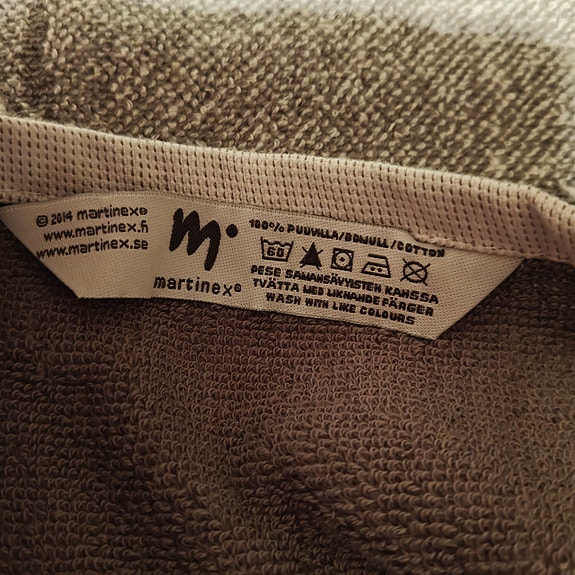 © 2014 martinex®
www.martinex.fi
www.martinex.se
m
martinex®
100% PUUVILLA/BOMULL/COTTON
60
PESE SAMANSÄVYISTEN KANSSA
TVÄTTA MED LIKNANDE FÄRGER
WASH WITH LIKE COLOURS